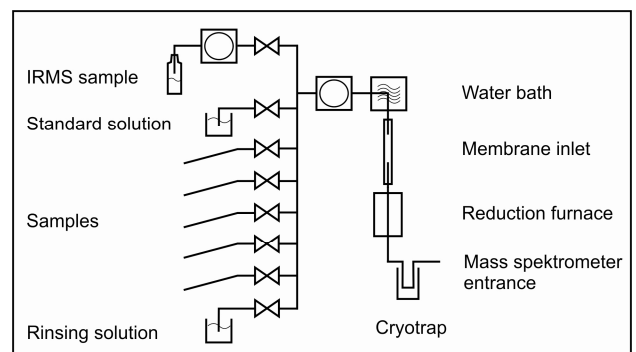 IRMS sample
Standard solution
Samples
Rinsing solution
Water bath
Membrane inlet
Reduction furnace
Mass spektrometer
entrance
Cryotrap